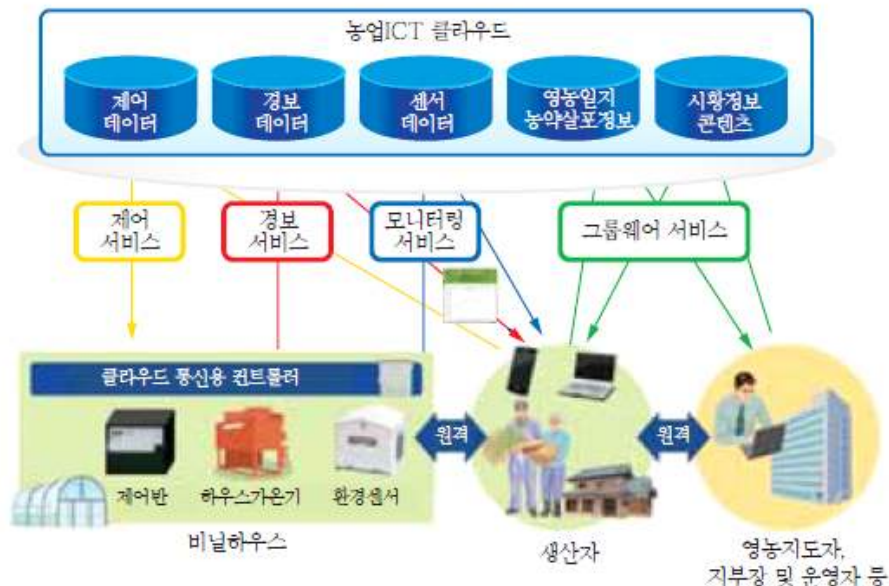 농업ICT 클라우드
제어
데이터
경보
데이터
센서
데이터
영농일지
농약살포정보
시황정보
콘텐츠
제어
서비스
경보
서비스
모니터링
서비스
그룹웨어 서비스
클라우드 통신용 컨트롤러
제어반
하우스가온기
환경센서
원격
원격
비닐하우스
생산자
영농지도자,
지부장 및 운영자 등